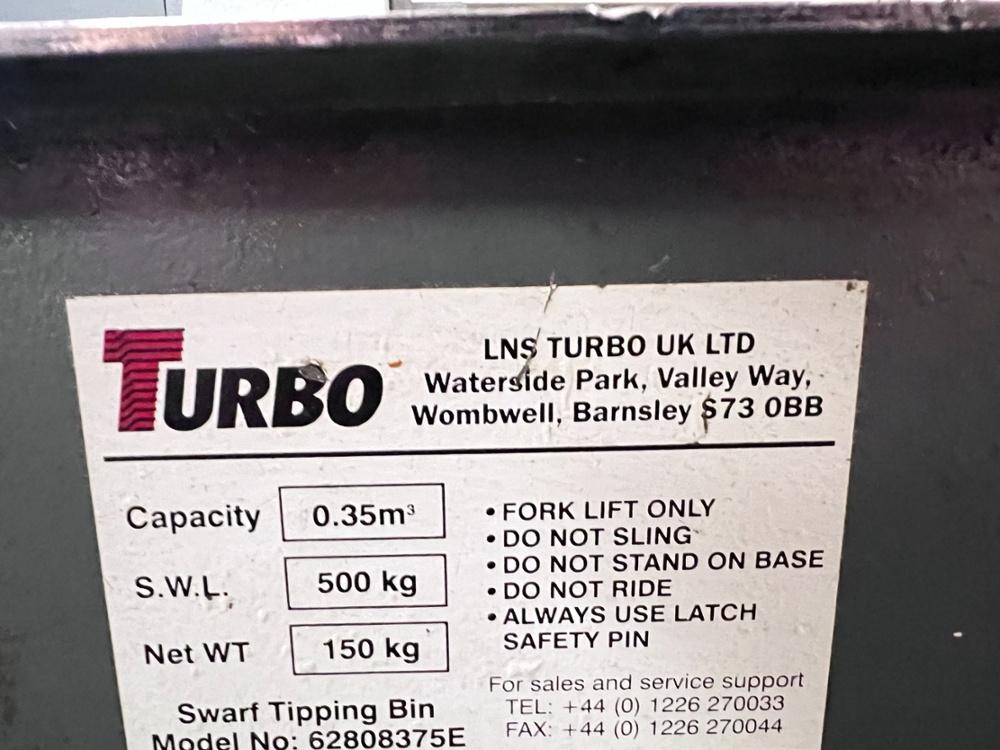 TURBO
LNS TURBO UK LTD
Waterside Park, Valley Way,
Wombwell, Barnsley S73 0BB
Capacity 0.35m³
S.W.L. 500 kg
Net WT 150 kg
• FORK LIFT ONLY
• DO NOT SLING
• DO NOT STAND ON BASE
• DO NOT RIDE
• ALWAYS USE LATCH
SAFETY PIN
Swarf Tipping Bin
Model No: 62808375E
For sales and service support
TEL: +44 (0) 1226 270033
FAX: +44 (0) 1226 270044